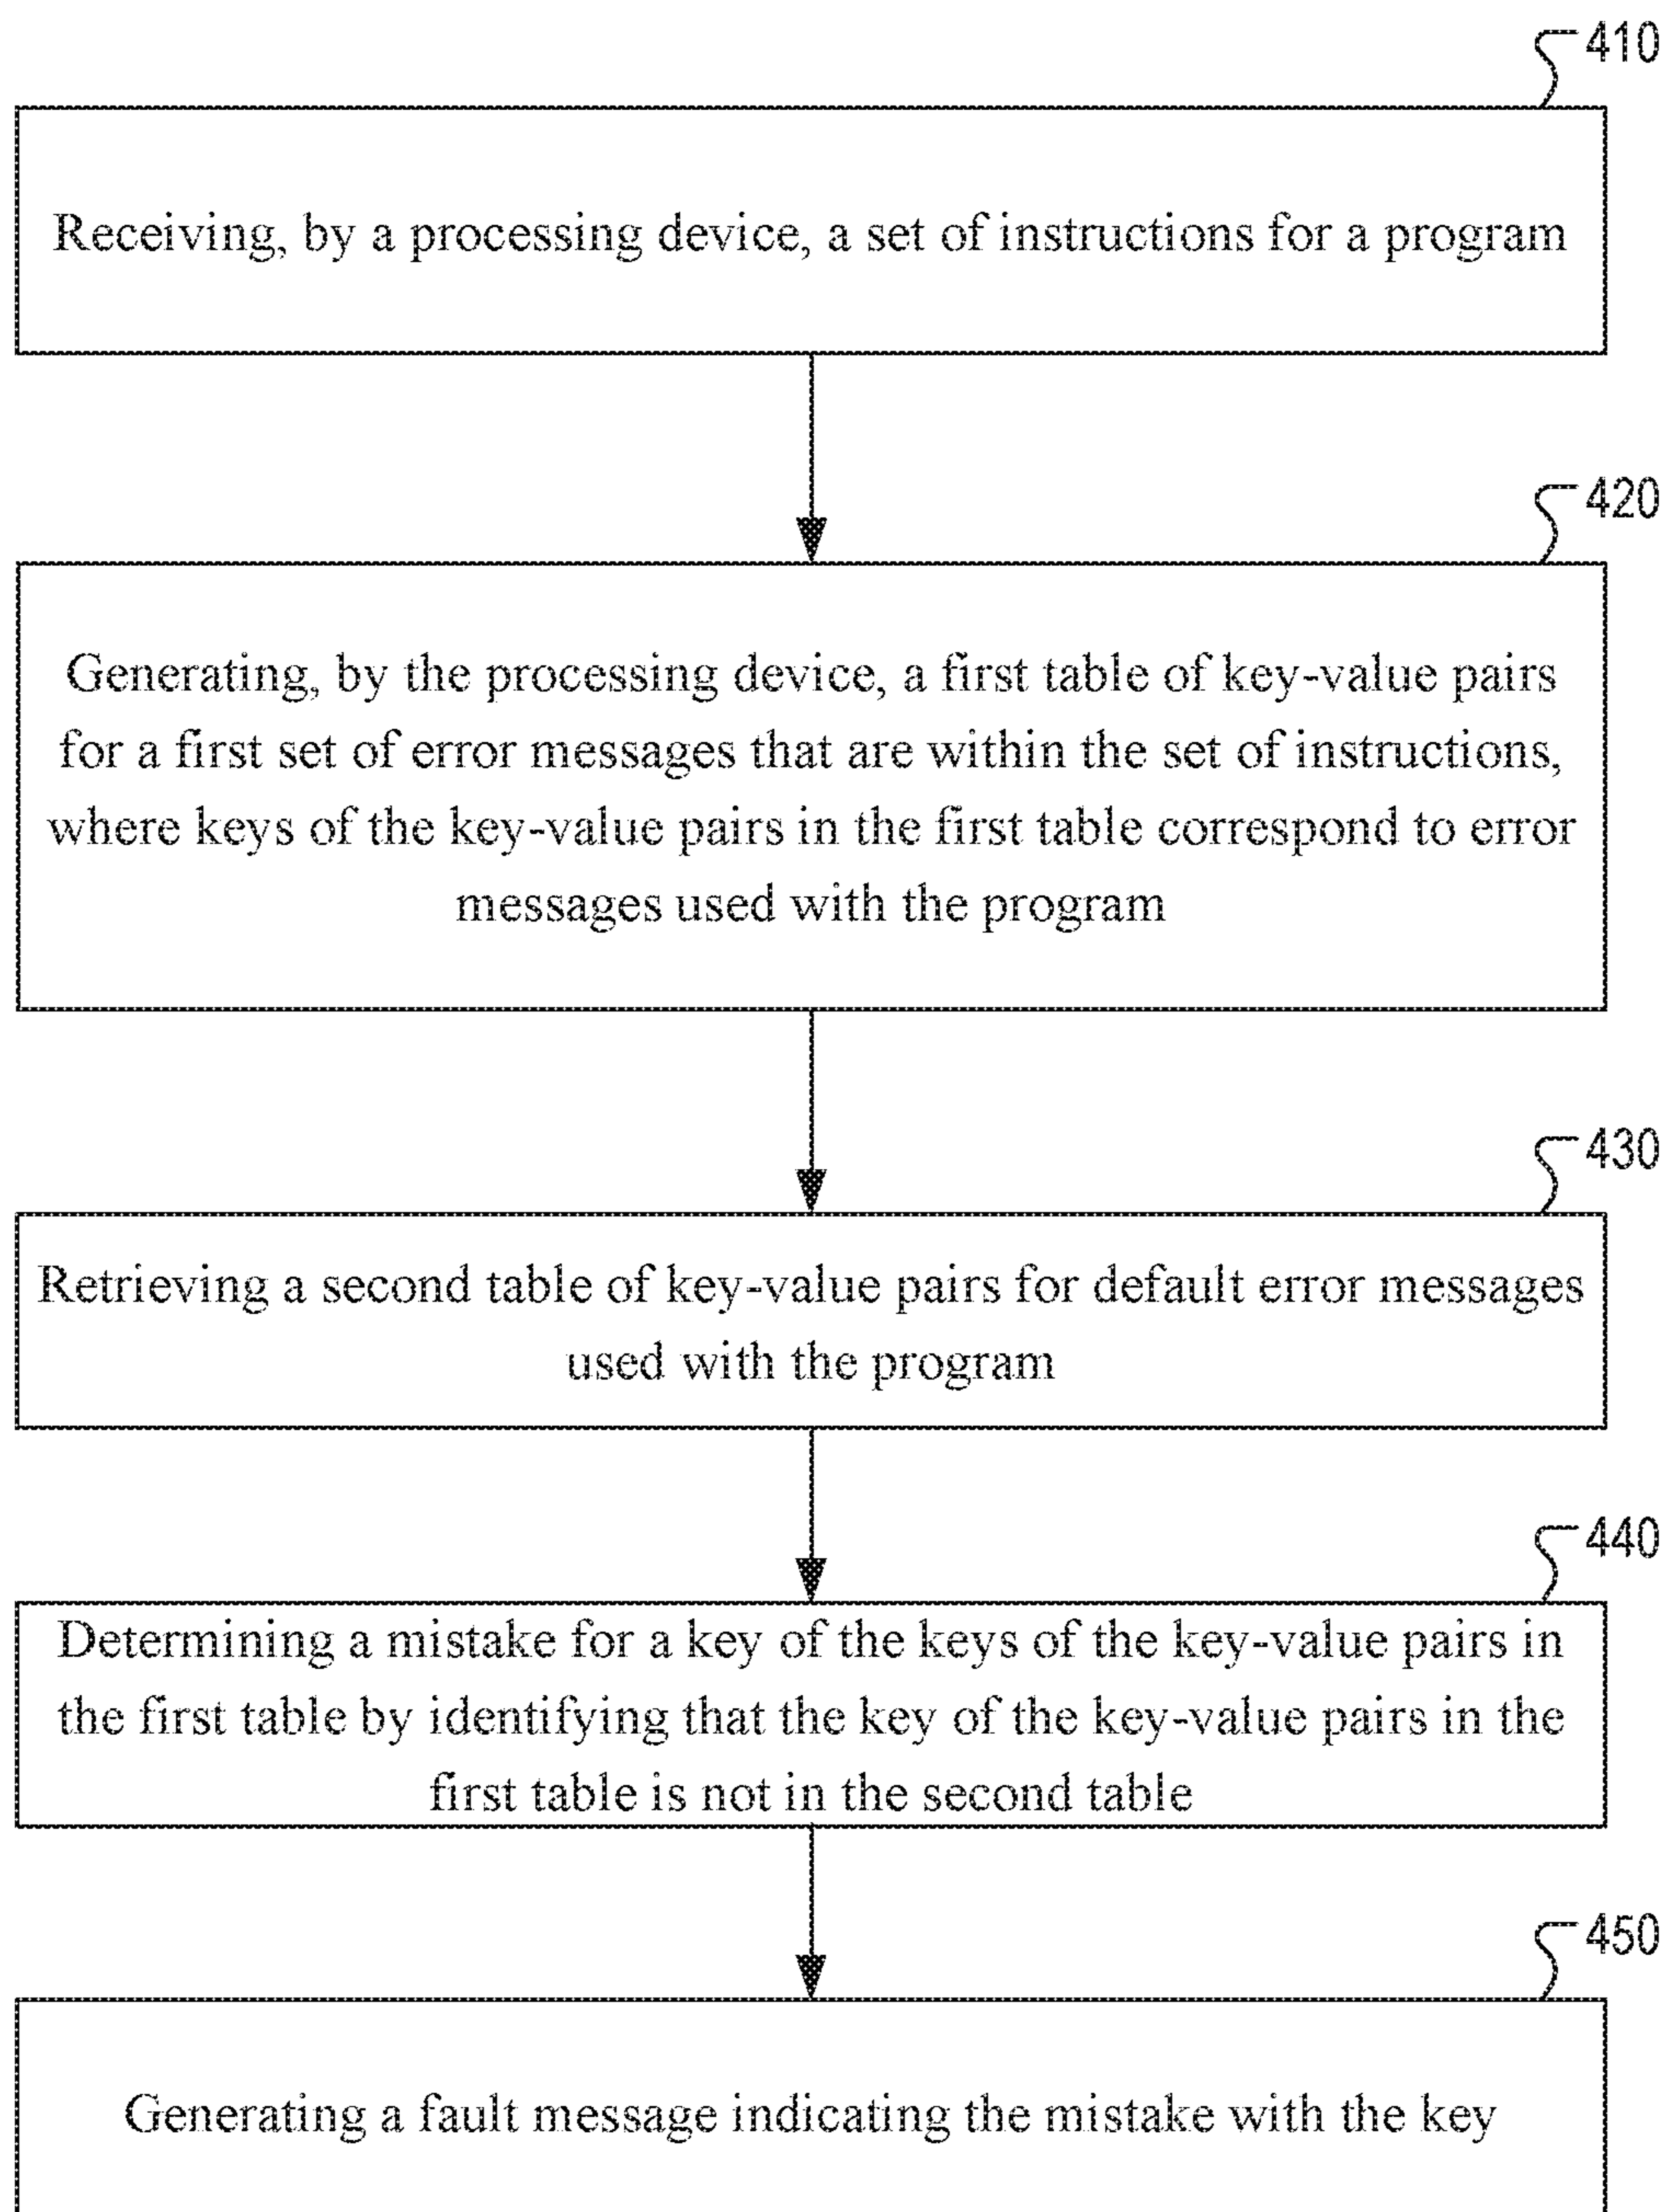 410
Receiving, by a processing device, a set of instructions for a program
420
Generating, by the processing device, a first table of key-value pairs
for a first set of error messages that are within the set of instructions,
where keys of the key-value pairs in the first table correspond to error
messages used with the program
430
Retrieving a second table of key-value pairs for default error messages
used with the program
440
Determining a mistake for a key of the keys of the key-value pairs in
the first table by identifying that the key of the key-value pairs in the
first table is not in the second table
450
Generating a fault message indicating the mistake with the key